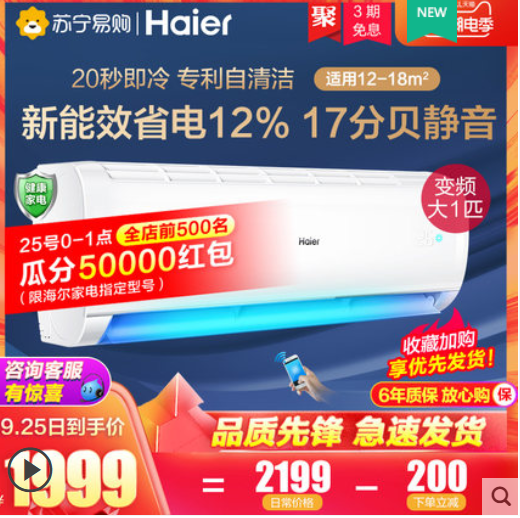 苏宁易购 Haier
聚 3期
免息
NEW
潮电季
20秒即冷 专利自清洁 适用12-18m²
新能效省电12% 17分贝静音
健康
家电
变频
大1匹
25号0-1点 全店前500名
瓜分50000红包
(限海尔家电指定型号)
Haier
收藏加购
享优先发货!
咨询客服
有惊喜
6年质保 放心购 保
9.25日到手价
品质先锋 急速发货
1999 = 2199 - 200
日常价格 下单立减